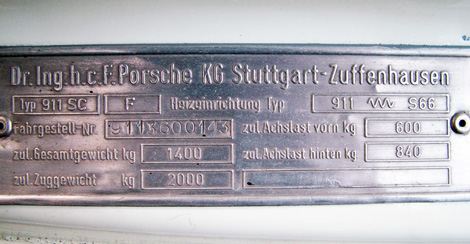 Dr. Ing. h. c. F. Porsche KG Stuttgart-Zuffenhausen
Typ 911 SC F Heizeinrichtung Typ 911 S66
Fahrgestell-Nr 9113600143 zul. Achslast vorn kg 600
zul. Gesamtgewicht kg 1400 zul. Achslast hinten kg 840
zul. Zuggewicht kg 2000